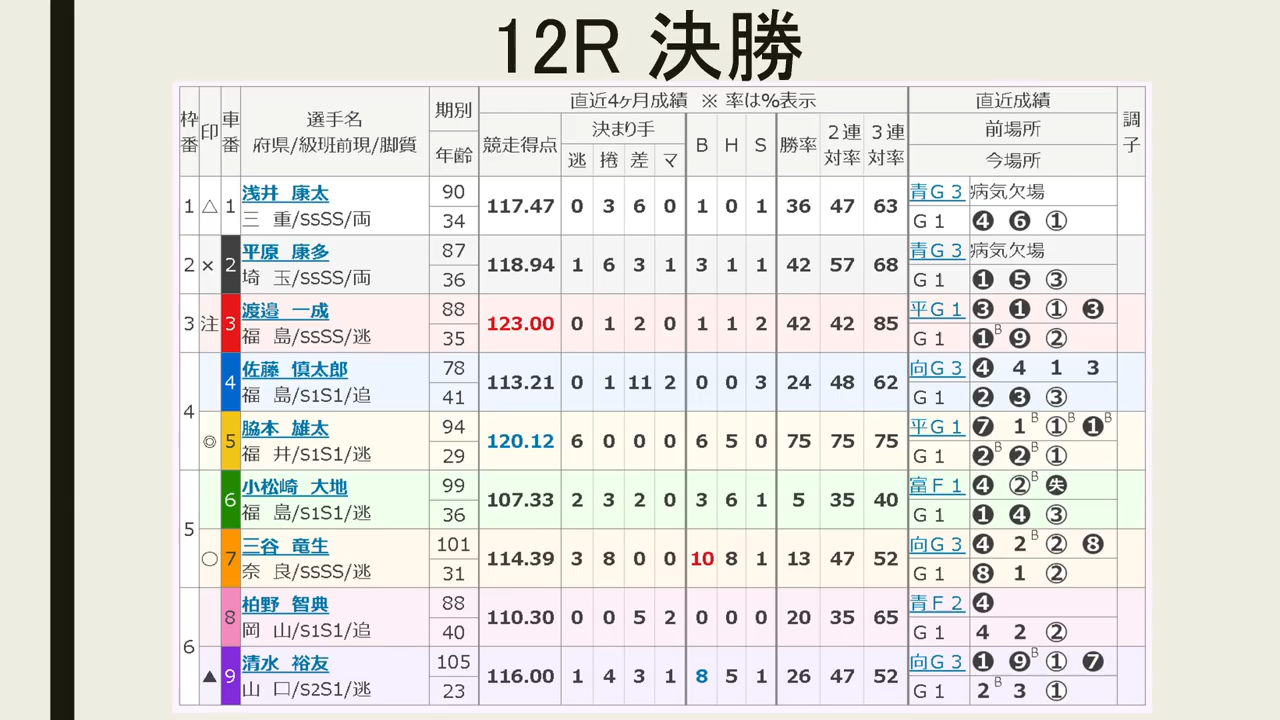 12R 決勝
枠番 印 車番 選手名 府県/級班前現/脚質 期別 年齢 直近4ヶ月成績 ※ 率は%表示 直近成績 調子
競走得点 決まり手 B H S 勝率 2連対率 3連対率 前場所
逃 捲 差 マ 今場所
1 △ 1 浅井 康太 90 117.47 0 3 6 0 1 0 1 36 47 63 青G3 病気欠場
三 重/SSSS/両 34 G1 ❹ ❻ ①
2 × 2 平原 康多 87 118.94 1 6 3 1 3 1 1 42 57 68 青G3 病気欠場
埼 玉/SSSS/両 36 G1 ❶ ❺ ③
3 注 3 渡邉 一成 88 123.00 0 1 2 0 1 1 2 42 42 85 平G1 ❸ ❶ ① ❸
福 島/SSSS/逃 35 G1 ❶B ❾ ②
4 4 佐藤 慎太郎 78 113.21 0 1 11 2 0 0 3 24 48 62 向G3 ❹ 4 1 3
福 島/S1S1/追 41 G1 ❷ ❸ ③
◎ 5 脇本 雄太 94 120.12 6 0 0 0 6 5 0 75 75 75 平G1 ❼ 1B ①B ❶B
福 井/S1S1/逃 29 G1 ❷B ❷B ①
5 6 小松崎 大地 99 107.33 2 3 2 0 3 6 1 5 35 40 富F1 ❹ ②B 失
福 島/S1S1/逃 36 G1 ❶ ❹ ③
○ 7 三谷 竜生 101 114.39 3 8 0 0 10 8 1 13 47 52 向G3 ❹ 2B ② ❽
奈 良/SSSS/逃 31 G1 ❽ 1 ②
6 8 柏野 智典 88 110.30 0 0 5 2 0 0 0 20 35 65 青F2 ❹
岡 山/S1S1/追 40 G1 4 2 ②
▲ 9 清水 裕友 105 116.00 1 4 3 1 8 5 1 26 47 52 向G3 ❶ ❾B ① ❼
山 口/S2S1/逃 23 G1 2B 3 ①